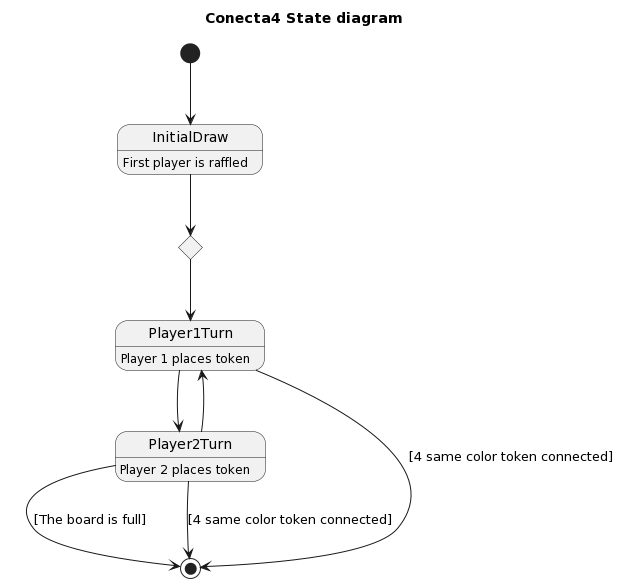 Conecta4 State diagram
InitialDraw
First player is raffled
Player1Turn
Player 1 places token
[4 same color token connected]
Player2Turn
Player 2 places token
[The board is full]
[4 same color token connected]